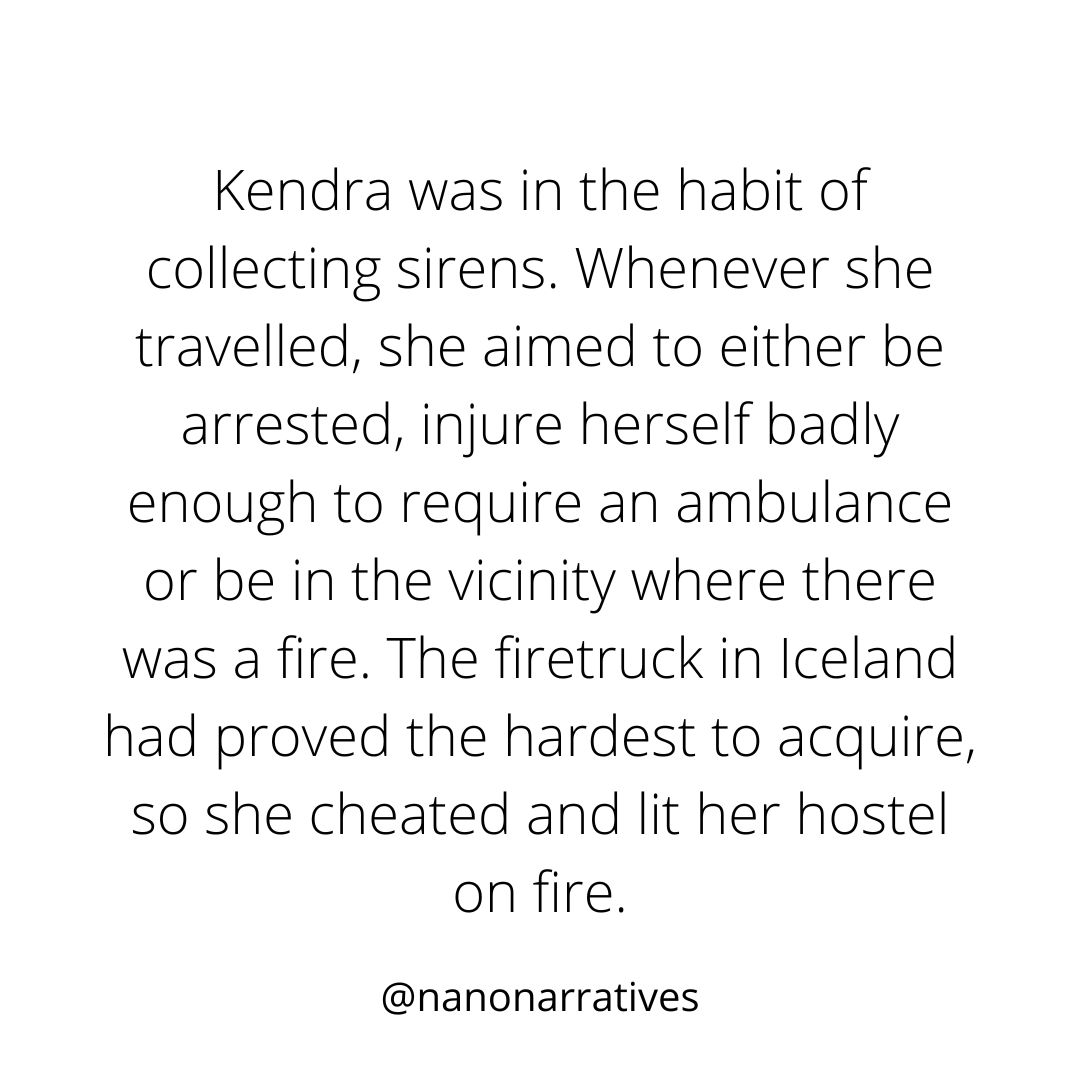 Kendra was in the habit of
collecting sirens. Whenever she
travelled, she aimed to either be
arrested, injure herself badly
enough to require an ambulance
or be in the vicinity where there
was a fire. The firetruck in Iceland
had proved the hardest to acquire,
so she cheated and lit her hostel
on fire.
@nanonarratives